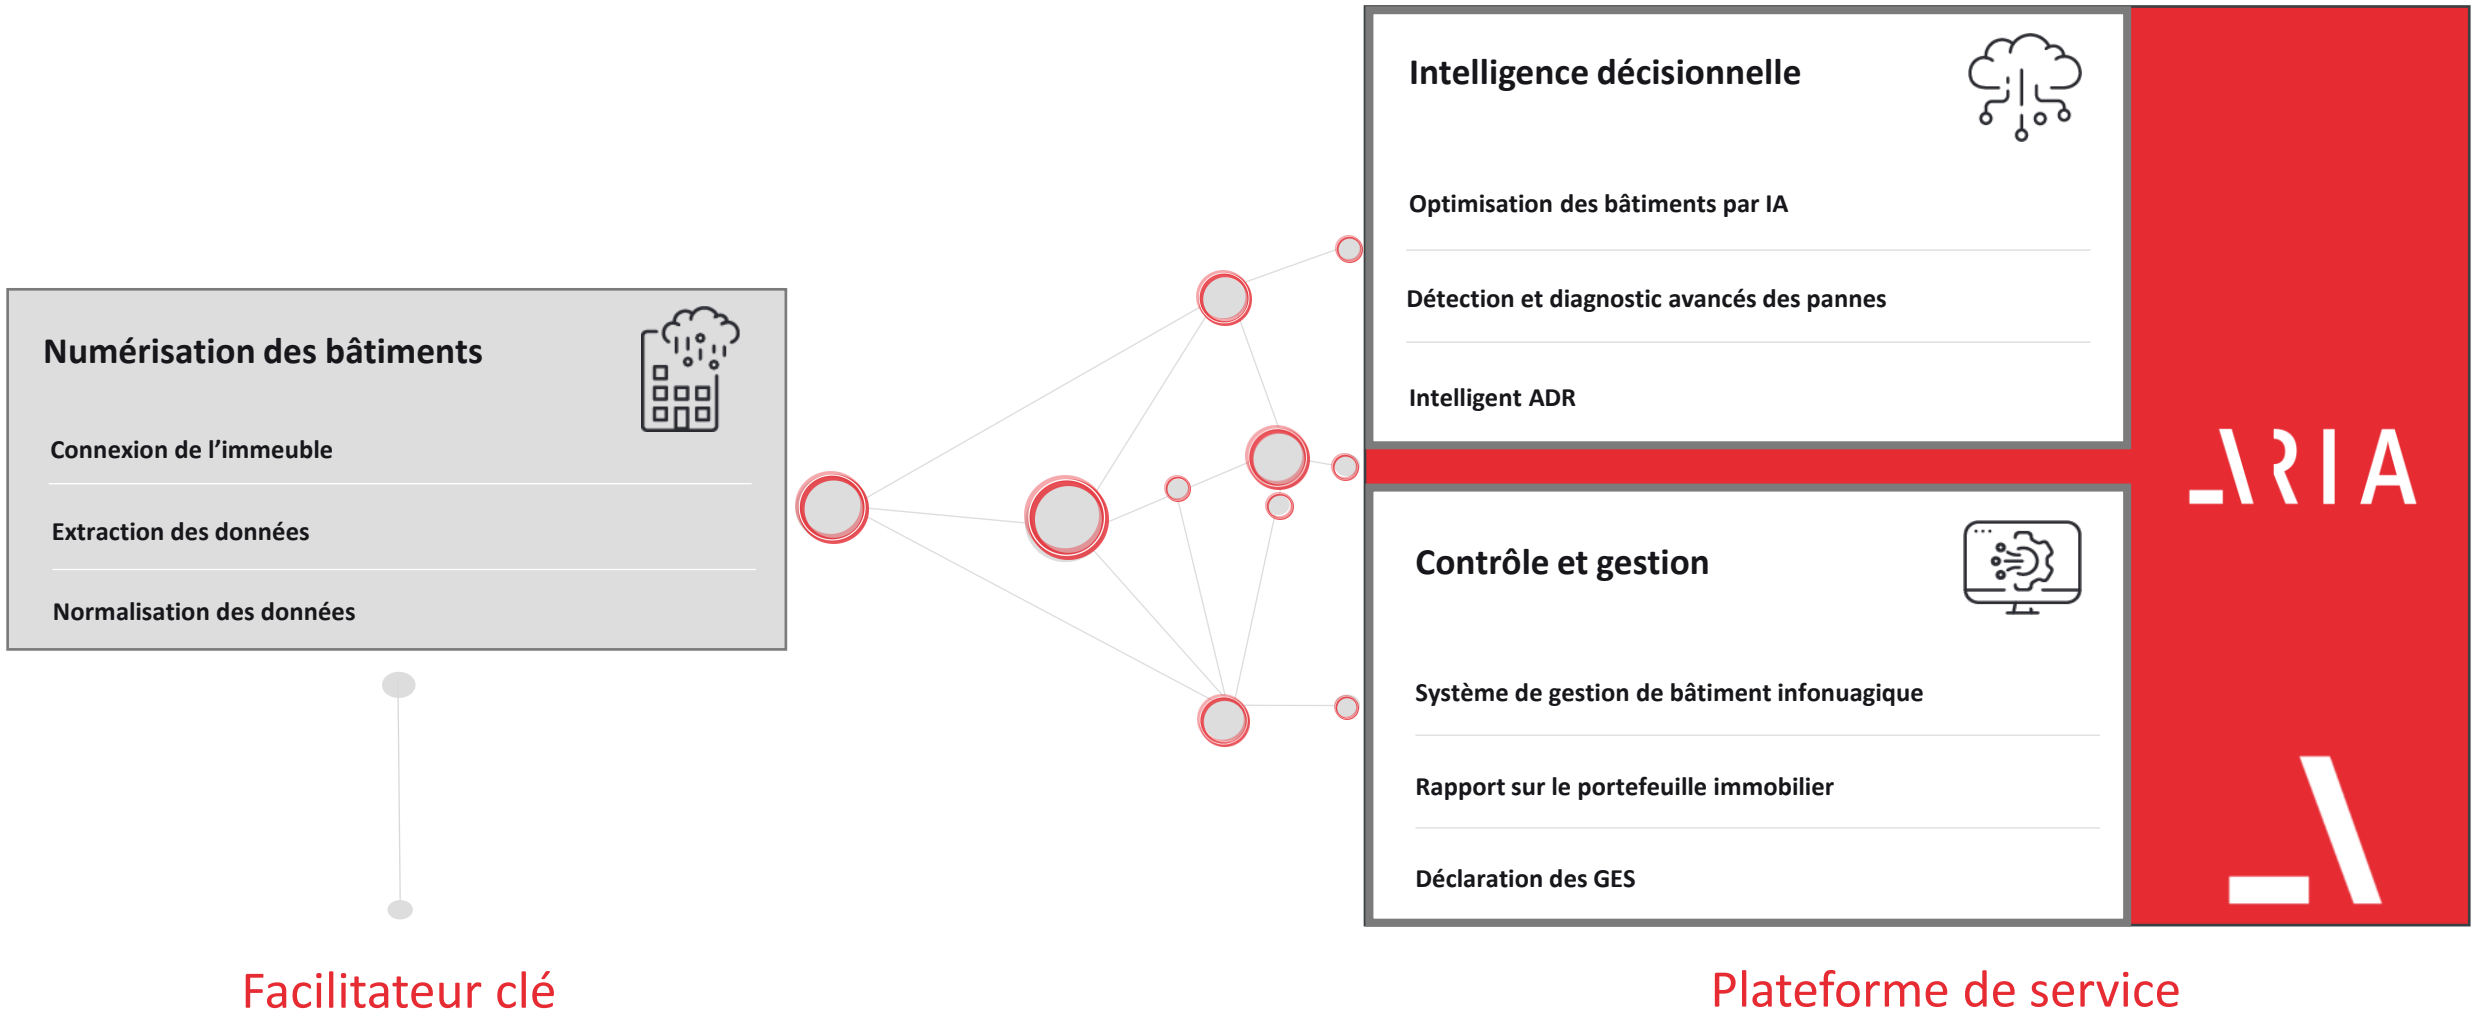 Numérisation des bâtiments
Connexion de l’immeuble
Extraction des données
Normalisation des données
Facilitateur clé
Intelligence décisionnelle
Optimisation des bâtiments par IA
Détection et diagnostic avancés des pannes
Intelligent ADR
Contrôle et gestion
Système de gestion de bâtiment infonuagique
Rapport sur le portefeuille immobilier
Déclaration des GES
ARIA
Plateforme de service